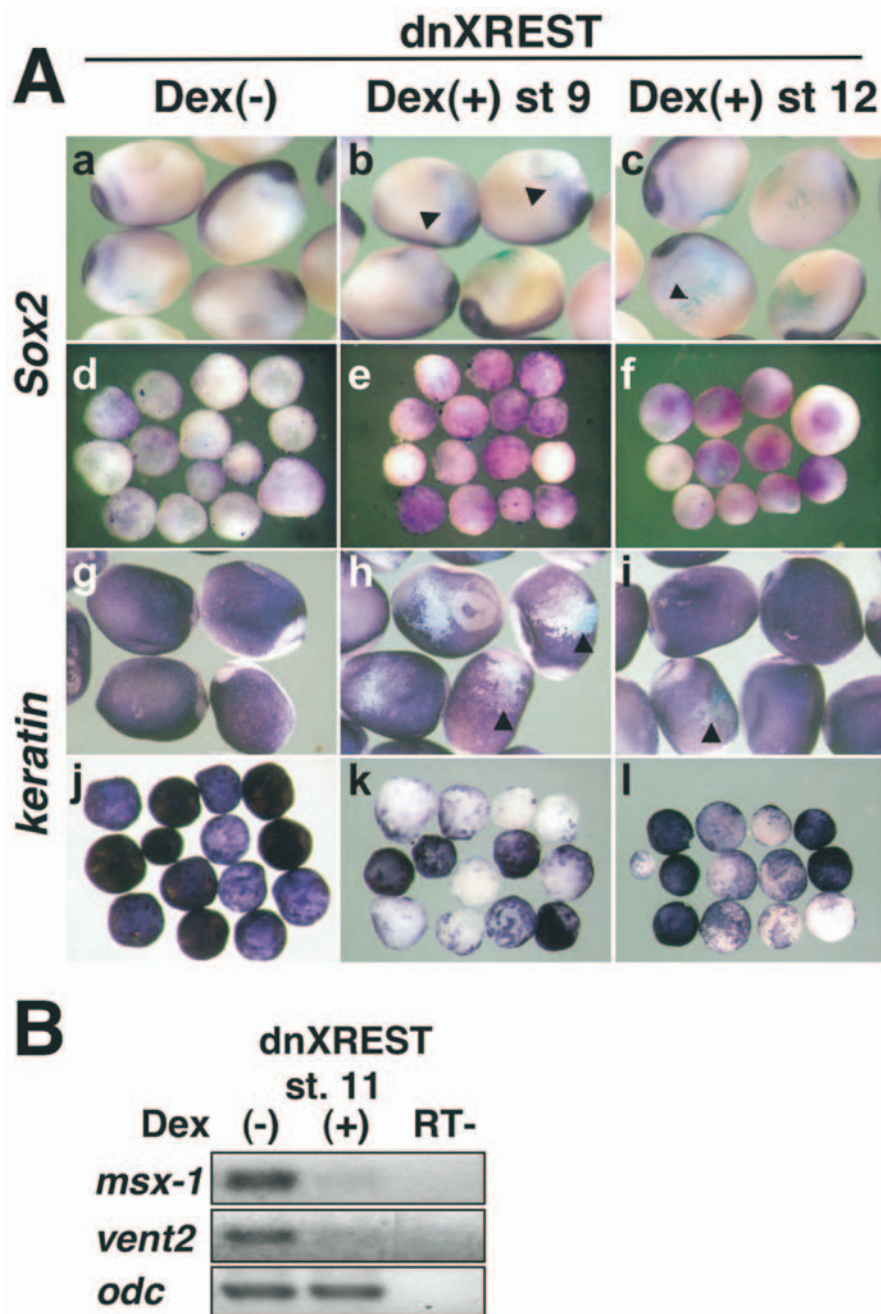 dnXREST
A
Dex(-) Dex(+) st 9 Dex(+) st 12
Sox2
a b c
d e f
keratin
g h i
j k l
B
dnXREST
st. 11
Dex (-) (+) RT-
msx-1
vent2
odc